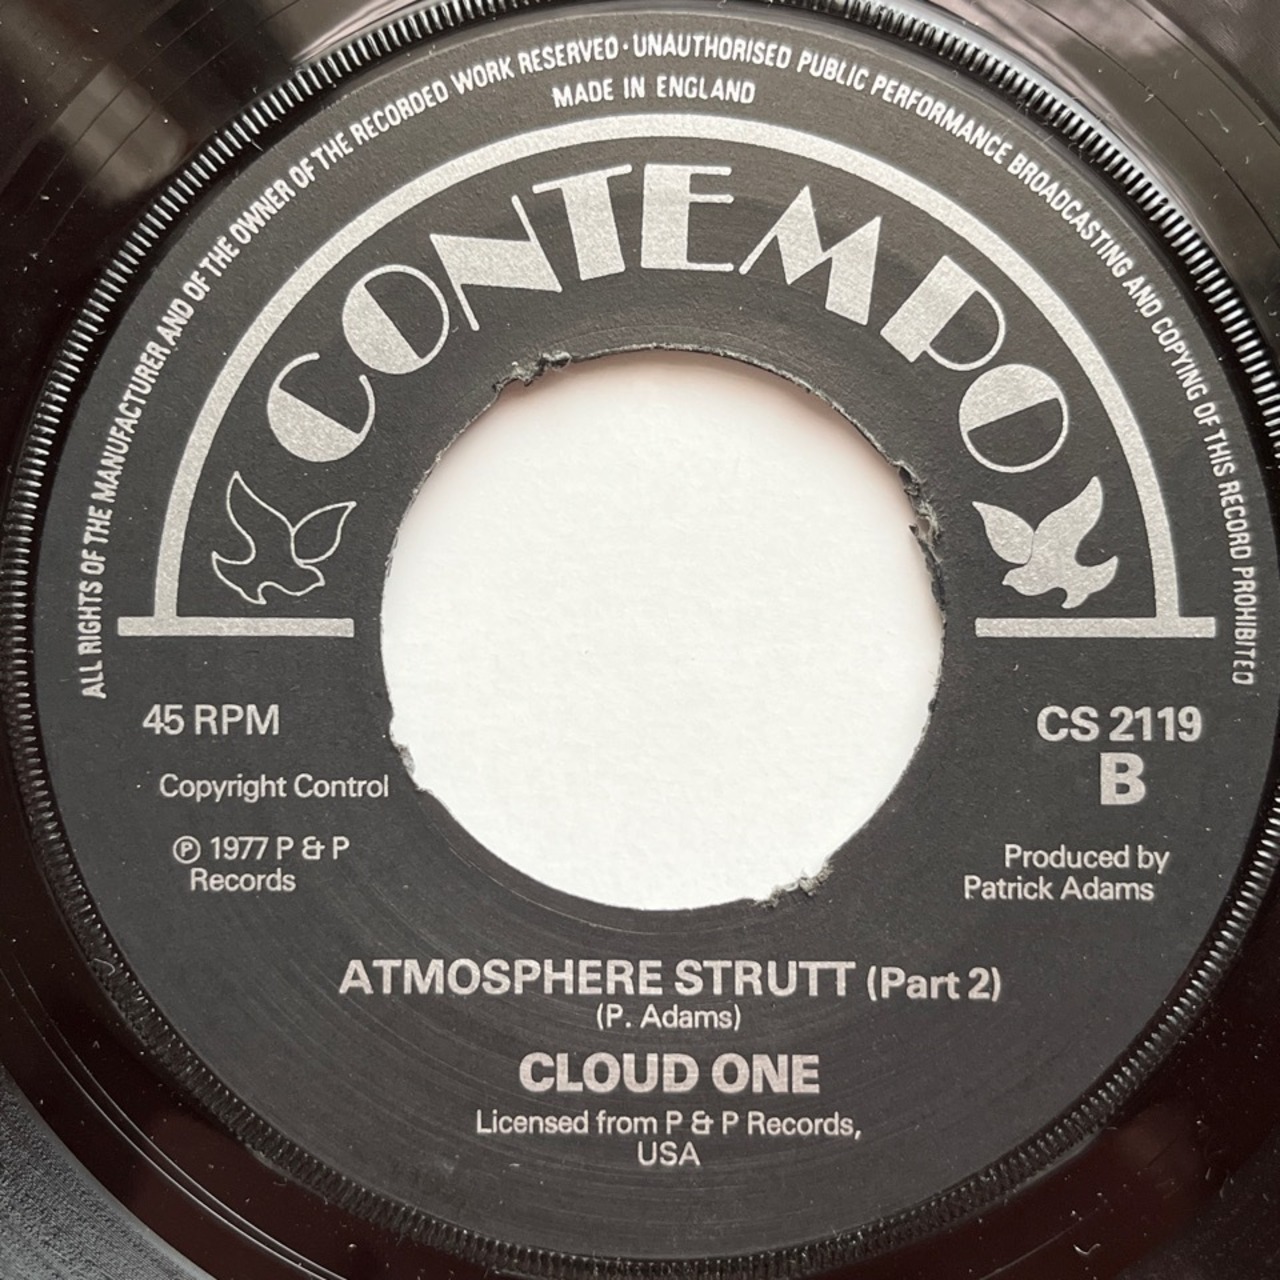 ALL RIGHTS OF THE MANUFACTURER AND OF THE OWNER OF THE RECORDED WORK RESERVED · UNAUTHORISED PUBLIC PERFORMANCE BROADCASTING AND COPYING OF THIS RECORD PROHIBITED
MADE IN ENGLAND
CONTEMPO
45 RPM
CS 2119
B
Copyright Control
℗ 1977 P & P
Records
Produced by
Patrick Adams
ATMOSPHERE STRUTT (Part 2)
(P. Adams)
CLOUD ONE
Licensed from P & P Records,
USA